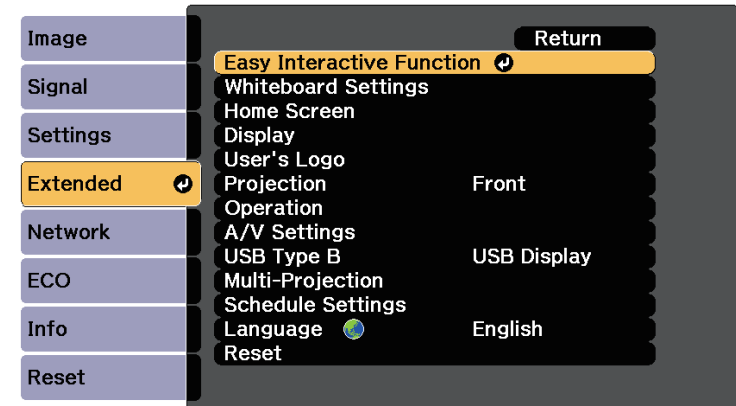 Image
Signal
Settings
Extended
Network
ECO
Info
Reset
Return
Easy Interactive Function
Whiteboard Settings
Home Screen
Display
User's Logo
Projection Front
Operation
A/V Settings
USB Type B USB Display
Multi-Projection
Schedule Settings
Language English
Reset